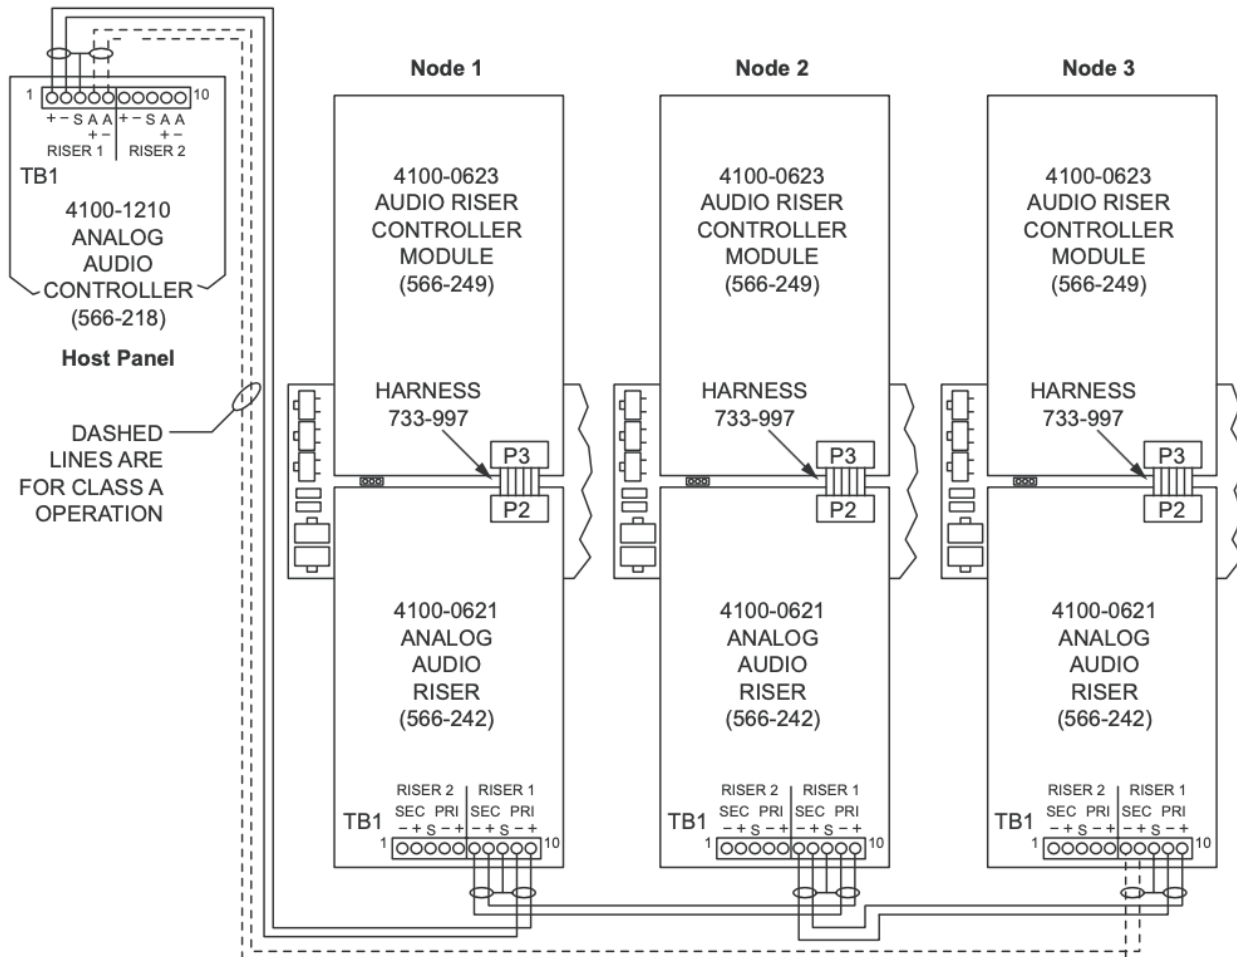 Node 1
Node 2
Node 3
1
10
+ − S A A + − S A A
+ −
+ −
RISER 1
RISER 2
TB1
4100-1210
ANALOG
AUDIO
CONTROLLER
(566-218)
Host Panel
DASHED
LINES ARE
FOR CLASS A
OPERATION
4100-0623
AUDIO RISER
CONTROLLER
MODULE
(566-249)
HARNESS
733-997
P3
P2
4100-0621
ANALOG
AUDIO
RISER
(566-242)
RISER 2
RISER 1
SEC PRI
SEC PRI
− + S − +
− + S − +
TB1
1
10
4100-0623
AUDIO RISER
CONTROLLER
MODULE
(566-249)
HARNESS
733-997
P3
P2
4100-0621
ANALOG
AUDIO
RISER
(566-242)
RISER 2
RISER 1
SEC PRI
SEC PRI
− + S − +
− + S − +
TB1
1
10
4100-0623
AUDIO RISER
CONTROLLER
MODULE
(566-249)
HARNESS
733-997
P3
P2
4100-0621
ANALOG
AUDIO
RISER
(566-242)
RISER 2
RISER 1
SEC PRI
SEC PRI
− + S − +
− + S − +
TB1
1
10